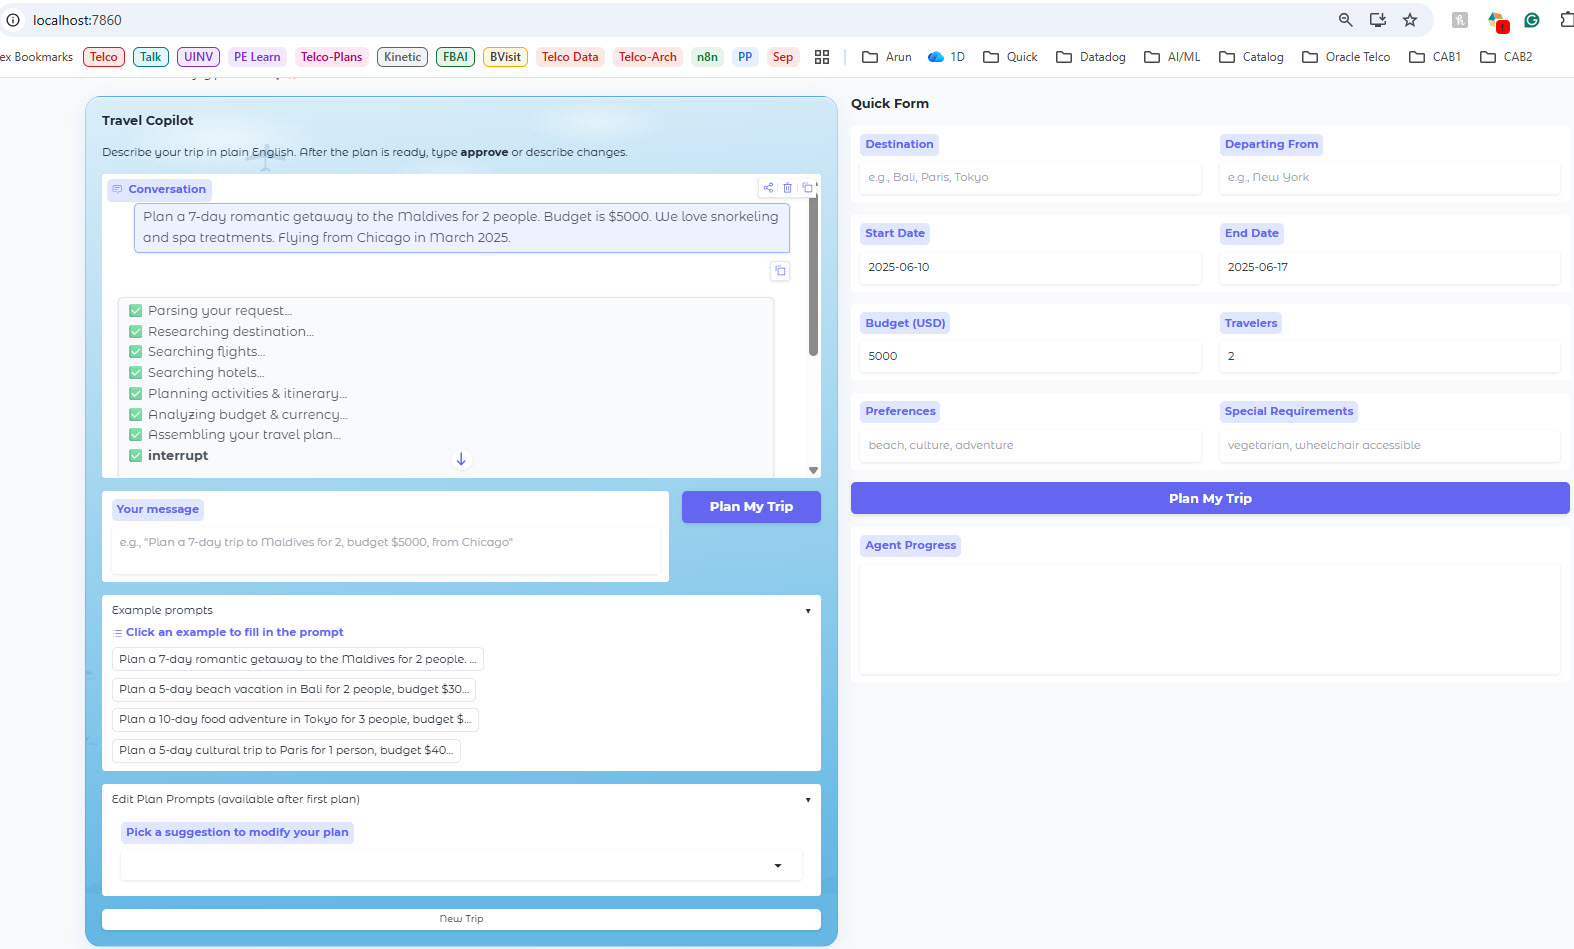 localhost:7860
ex Bookmarks
Telco
Talk
UINV
PE Learn
Telco-Plans
Kinetic
FBAI
BVisit
Telco Data
Telco-Arch
n8n
PP
Sep
Arun
1D
Quick
Datadog
AI/ML
Catalog
Oracle Telco
CAB1
CAB2
Travel Copilot
Describe your trip in plain English. After the plan is ready, type approve or describe changes.
Conversation
Plan a 7-day romantic getaway to the Maldives for 2 people. Budget is $5000. We love snorkeling
and spa treatments. Flying from Chicago in March 2025.
✅ Parsing your request...
✅ Researching destination...
✅ Searching flights...
✅ Searching hotels...
✅ Planning activities & itinerary...
✅ Analyzing budget & currency...
✅ Assembling your travel plan...
✅ interrupt
Your message
e.g., "Plan a 7-day trip to Maldives for 2, budget $5000, from Chicago"
Plan My Trip
Example prompts
Click an example to fill in the prompt
Plan a 7-day romantic getaway to the Maldives for 2 people. ...
Plan a 5-day beach vacation in Bali for 2 people, budget $30...
Plan a 10-day food adventure in Tokyo for 3 people, budget $...
Plan a 5-day cultural trip to Paris for 1 person, budget $40...
Edit Plan Prompts (available after first plan)
Pick a suggestion to modify your plan
New Trip
Quick Form
Destination
e.g., Bali, Paris, Tokyo
Departing From
e.g., New York
Start Date
2025-06-10
End Date
2025-06-17
Budget (USD)
5000
Travelers
2
Preferences
beach, culture, adventure
Special Requirements
vegetarian, wheelchair accessible
Plan My Trip
Agent Progress